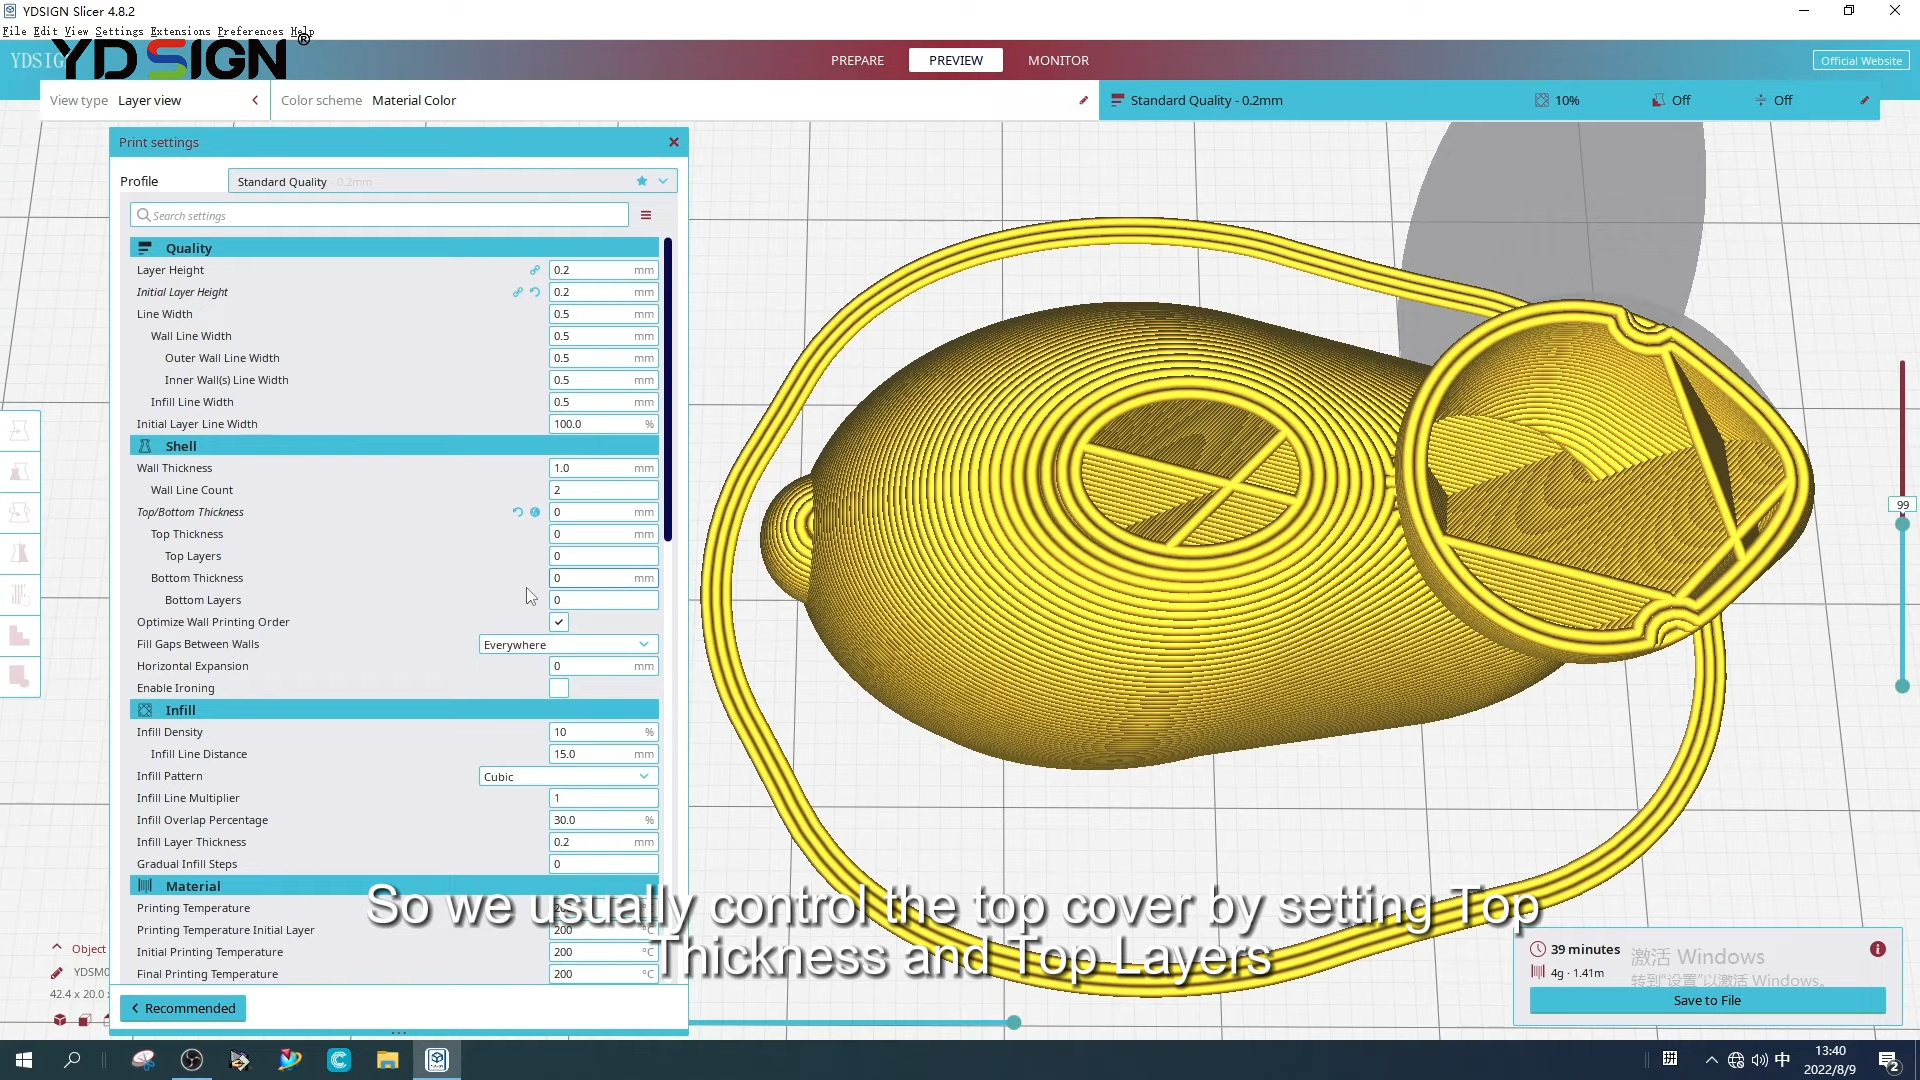 YDSIGN Slicer 4.8.2
File Edit View Settings Extensions Preferences Help
YDSIGN®
PREPARE
PREVIEW
MONITOR
Official Website
View type Layer view
Color scheme Material Color
Standard Quality - 0.2mm
10%
Off
Off
Print settings
Profile
Standard Quality - 0.2mm
Search settings
Quality
Layer Height 0.2 mm
Initial Layer Height 0.2 mm
Line Width 0.5 mm
Wall Line Width 0.5 mm
Outer Wall Line Width 0.5 mm
Inner Wall(s) Line Width 0.5 mm
Infill Line Width 0.5 mm
Initial Layer Line Width 100.0 %
Shell
Wall Thickness 1.0 mm
Wall Line Count 2
Top/Bottom Thickness 0 mm
Top Thickness 0 mm
Top Layers 0
Bottom Thickness 0 mm
Bottom Layers 0
Optimize Wall Printing Order
Fill Gaps Between Walls Everywhere
Horizontal Expansion 0 mm
Enable Ironing
Infill
Infill Density 10 %
Infill Line Distance 15.0 mm
Infill Pattern Cubic
Infill Line Multiplier 1
Infill Overlap Percentage 30.0 %
Infill Layer Thickness 0.2 mm
Gradual Infill Steps 0
Material
Printing Temperature
Printing Temperature Initial Layer 200 °C
Initial Printing Temperature 200 °C
Final Printing Temperature 200 °C
Recommended
99
So we usually control the top cover by setting Top
Thickness and Top Layers
Object
YDSM0
42.4 x 20.0
39 minutes
4g · 1.41m
激活 Windows
转到"设置"以激活 Windows。
Save to File
拼
中
13:40
2022/8/9
2